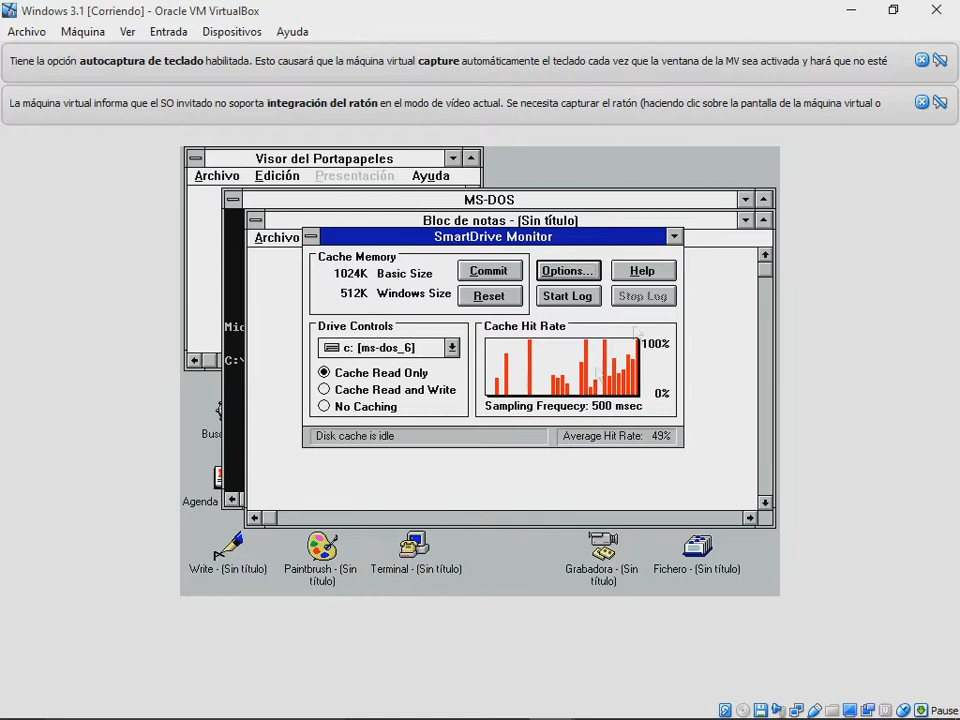 Windows 3.1 [Corriendo] - Oracle VM VirtualBox
Archivo Máquina Ver Entrada Dispositivos Ayuda
Tiene la opción autocaptura de teclado habilitada. Esto causará que la máquina virtual capture automáticamente el teclado cada vez que la ventana de la MV sea activada y hará que no esté
La máquina virtual informa que el SO invitado no soporta integración del ratón en el modo de vídeo actual. Se necesita capturar el ratón (haciendo clic sobre la pantalla de la máquina virtual o
Visor del Portapapeles
Archivo Edición Presentación Ayuda
MS-DOS
Bloc de notas - (Sin título)
Archivo
SmartDrive Monitor
Cache Memory
1024K Basic Size
512K Windows Size
Commit
Reset
Options...
Help
Start Log
Stop Log
Drive Controls
c: [ms-dos_6]
Cache Read Only
Cache Read and Write
No Caching
Cache Hit Rate
100%
0%
Sampling Frequecy: 500 msec
Disk cache is idle
Average Hit Rate: 49%
Mic
C:\
Busc
Agenda
Write - (Sin título)
Paintbrush - (Sin título)
Terminal - (Sin título)
Grabadora - (Sin título)
Fichero - (Sin título)
Pause